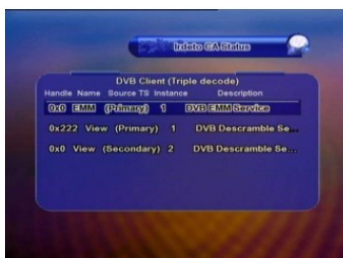 Irdeto CA Status
DVB Client (Triple decode)
Handle Name Source TS Instance Description
0x0 EMM (Primary) 1 DVB EMM Service
0x222 View (Primary) 1 DVB Descramble Se...
0x0 View (Secondary) 2 DVB Descramble Se...